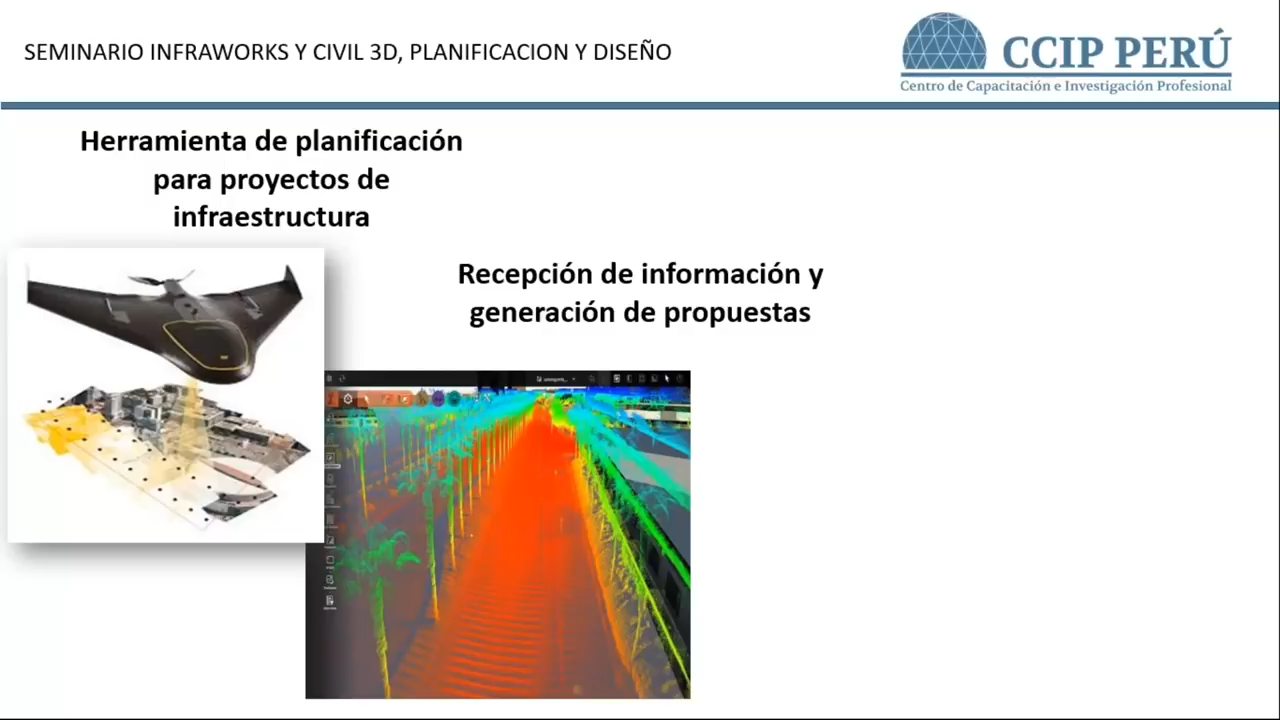 SEMINARIO INFRAWORKS Y CIVIL 3D, PLANIFICACION Y DISEÑO
CCIP PERÚ
Centro de Capacitación e Investigación Profesional
Herramienta de planificación
para proyectos de
infraestructura
Recepción de información y
generación de propuestas